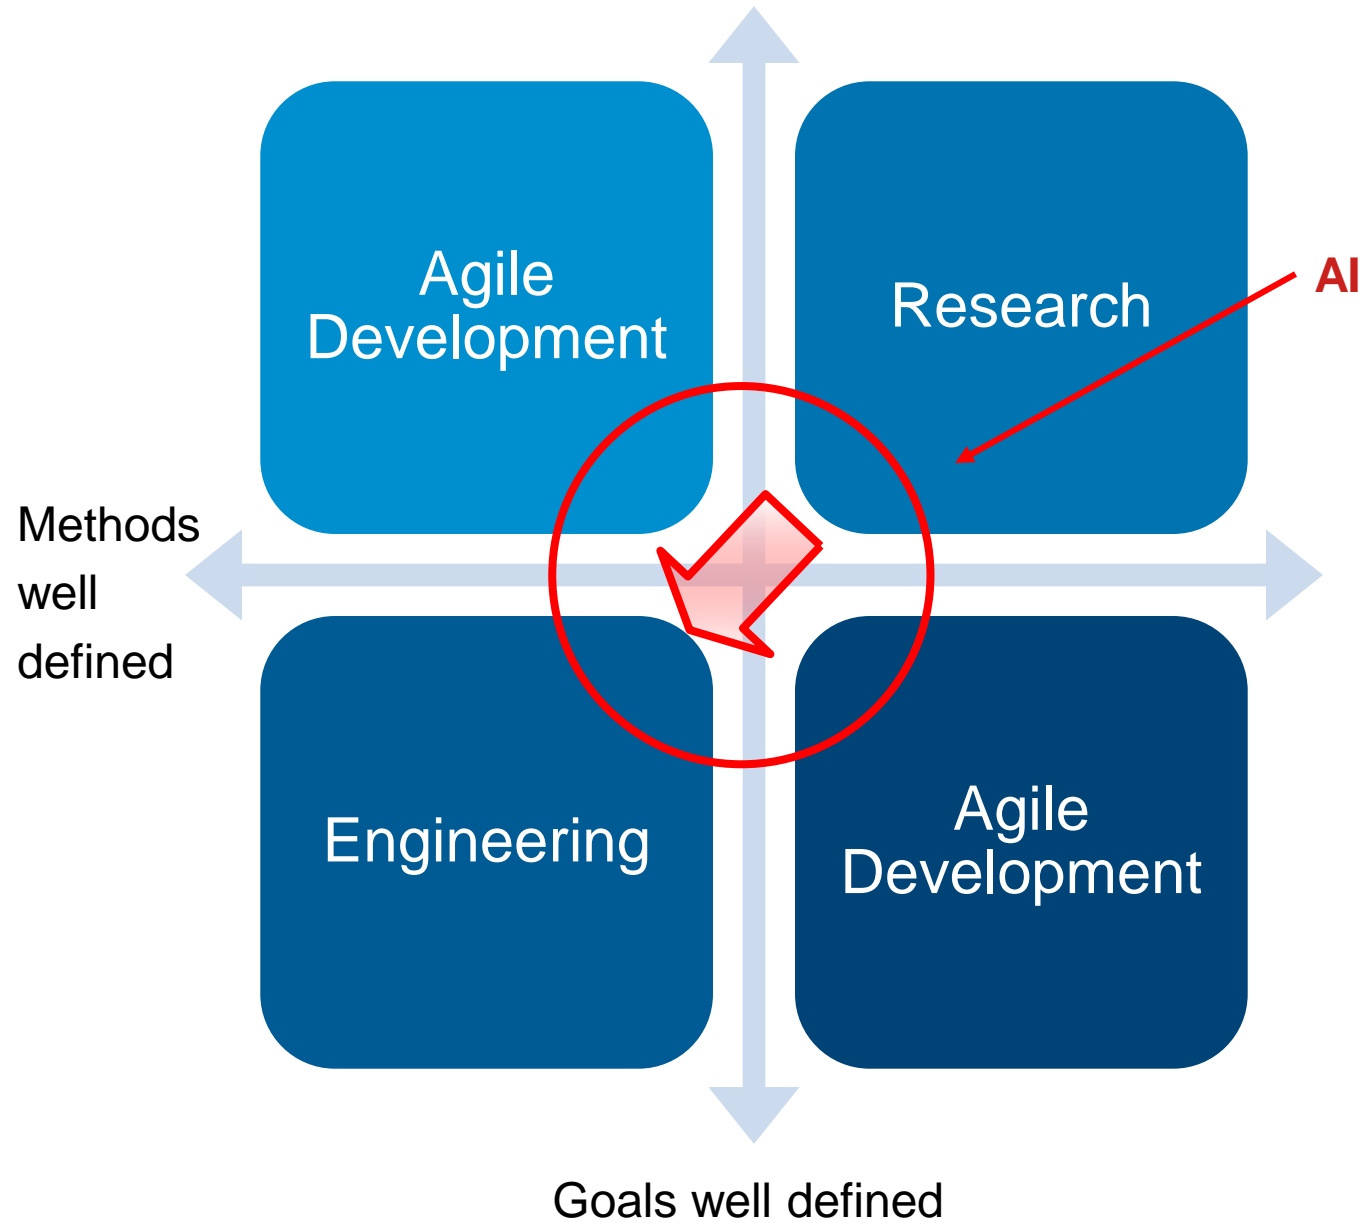 Agile
Development
Research
AI
Methods
well
defined
Engineering
Agile
Development
Goals well defined